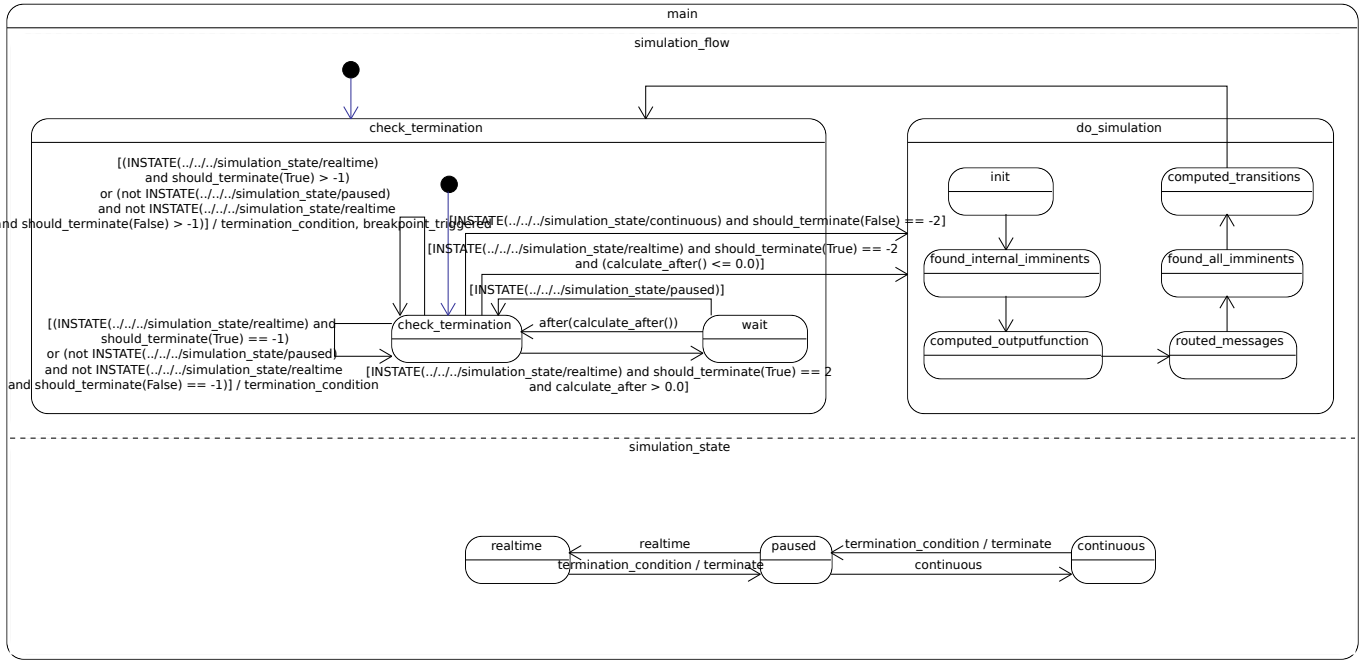 main
simulation_flow
check_termination
do_simulation
[(INSTATE(../../../simulation_state/realtime)
and should_terminate(True) > -1)
or (not INSTATE(../../../simulation_state/paused)
and not INSTATE(../../../simulation_state/realtime
and should_terminate(False) > -1)] / termination_condition, breakpoint_triggered
[INSTATE(../../../simulation_state/continuous) and should_terminate(False) == -2]
[INSTATE(../../../simulation_state/realtime) and should_terminate(True) == -2
and (calculate_after() <= 0.0)]
[INSTATE(../../../simulation_state/paused)]
check_termination
after(calculate_after())
wait
[(INSTATE(../../../simulation_state/realtime) and
should_terminate(True) == -1)
or (not INSTATE(../../../simulation_state/paused)
and not INSTATE(../../../simulation_state/realtime
and should_terminate(False) == -1)] / termination_condition
[INSTATE(../../../simulation_state/realtime) and should_terminate(True) == 2
and calculate_after > 0.0]
init
computed_transitions
found_internal_imminents
found_all_imminents
computed_outputfunction
routed_messages
simulation_state
realtime
realtime
paused
termination_condition / terminate
continuous
termination_condition / terminate
continuous